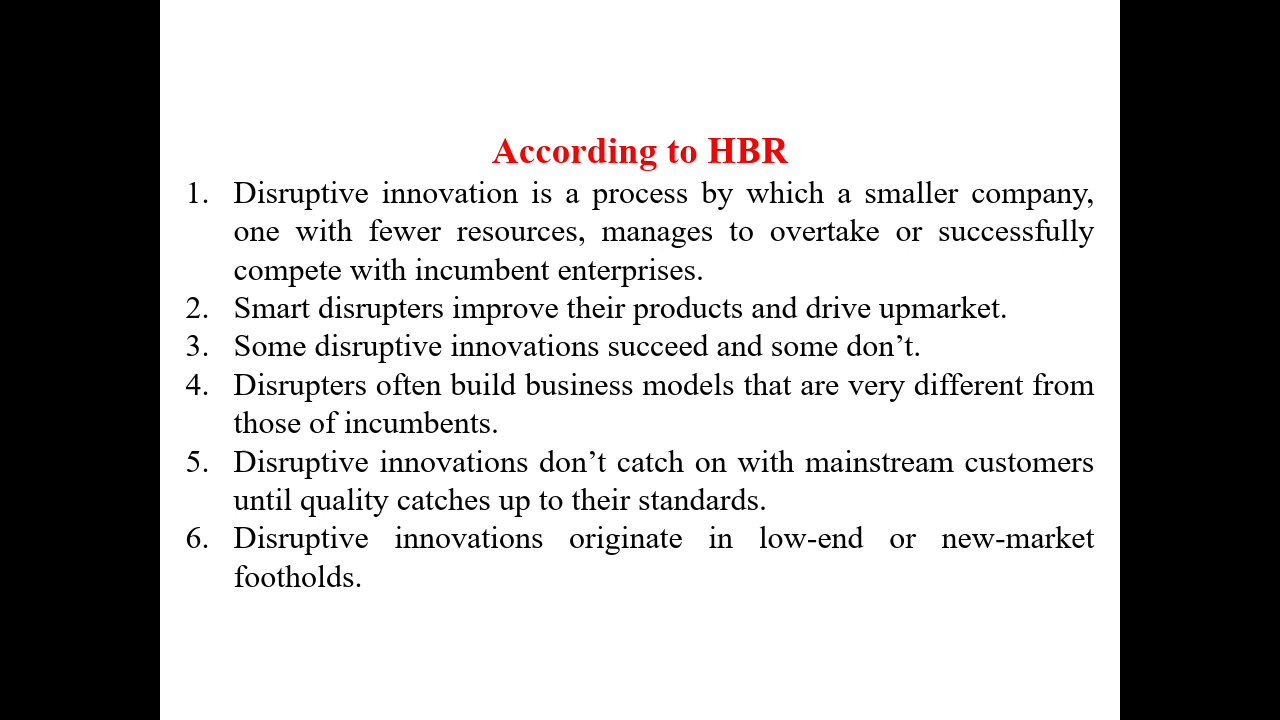 According to HBR
1. Disruptive innovation is a process by which a smaller company,
one with fewer resources, manages to overtake or successfully
compete with incumbent enterprises.
2. Smart disrupters improve their products and drive upmarket.
3. Some disruptive innovations succeed and some don’t.
4. Disrupters often build business models that are very different from
those of incumbents.
5. Disruptive innovations don’t catch on with mainstream customers
until quality catches up to their standards.
6. Disruptive innovations originate in low-end or new-market
footholds.